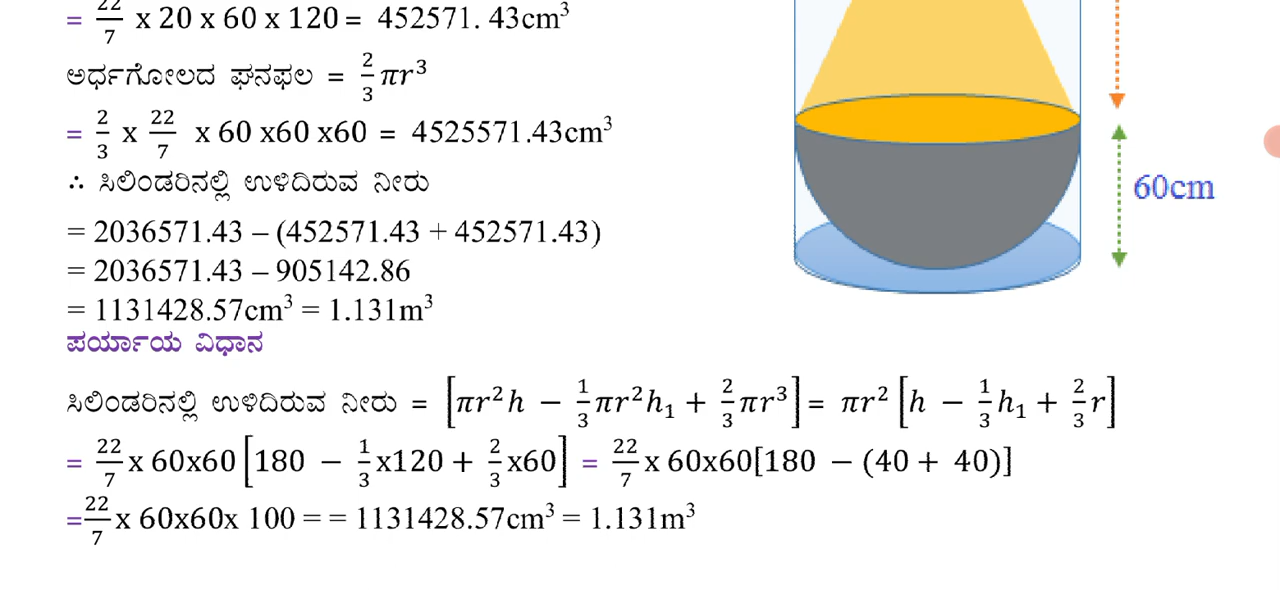 = 22/7 x 20 x 60 x 120 = 452571. 43cm³
ಅರ್ಧಗೋಲದ ಘನಫಲ = 2/3 πr³
= 2/3 x 22/7 x 60 x60 x60 = 4525571.43cm³
∴ ಸಿಲಿಂಡರಿನಲ್ಲಿ ಉಳಿದಿರುವ ನೀರು
= 2036571.43 – (452571.43 + 452571.43)
= 2036571.43 – 905142.86
= 1131428.57cm³ = 1.131m³
ಪರ್ಯಾಯ ವಿಧಾನ
ಸಿಲಿಂಡರಿನಲ್ಲಿ ಉಳಿದಿರುವ ನೀರು = [πr²h − 1/3 πr²h₁ + 2/3 πr³] = πr² [h − 1/3 h₁ + 2/3 r]
= 22/7 x 60x60 [180 − 1/3 x120 + 2/3 x60] = 22/7 x 60x60[180 − (40 + 40)]
= 22/7 x 60x60x 100 = = 1131428.57cm³ = 1.131m³
60cm